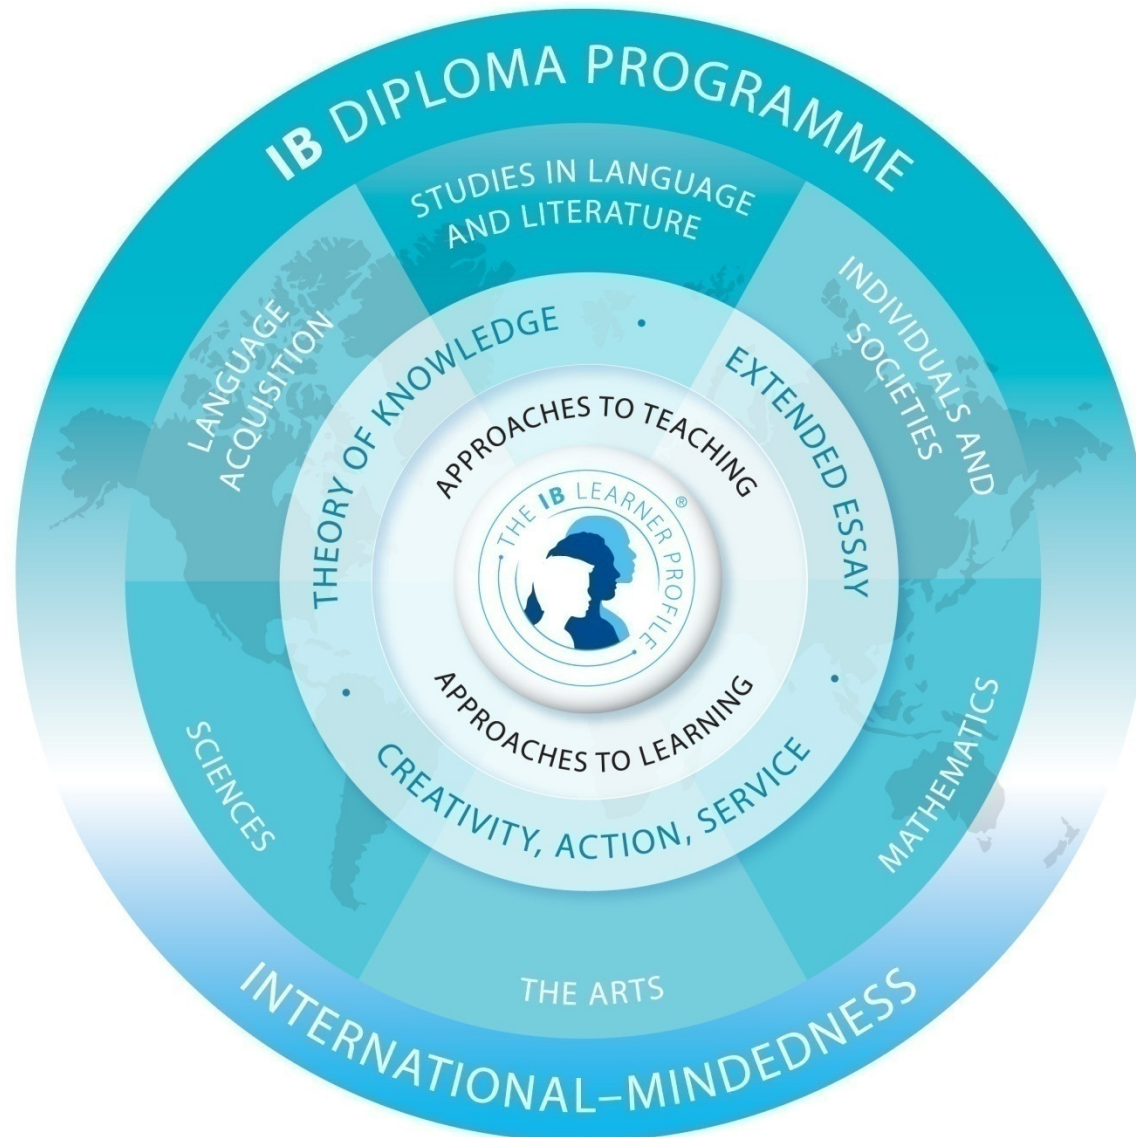 IB DIPLOMA PROGRAMME
STUDIES IN LANGUAGE
AND LITERATURE
LANGUAGE
ACQUISITION
INDIVIDUALS AND
SOCIETIES
THEORY OF KNOWLEDGE
•
EXTENDED ESSAY
•
CREATIVITY, ACTION, SERVICE
•
APPROACHES TO TEACHING
• THE IB LEARNER PROFILE •
®
APPROACHES TO LEARNING
SCIENCES
MATHEMATICS
THE ARTS
INTERNATIONAL–MINDEDNESS